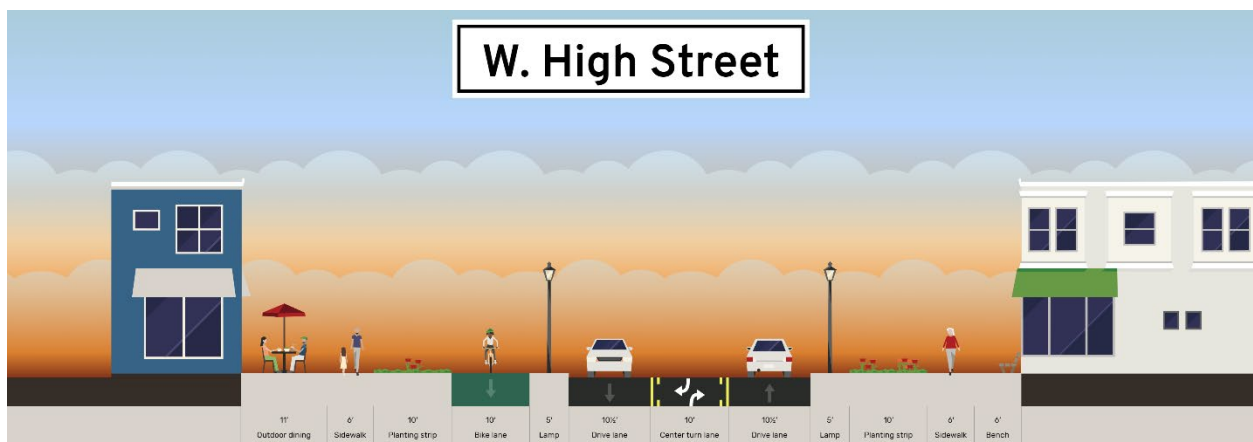 W. High Street
11' 6' 10' 10' 5' 10½' 10' 10½' 5' 10' 6' 6'
Outdoor dining Sidewalk Planting strip Bike lane Lamp Drive lane Center turn lane Drive lane Lamp Planting strip Sidewalk Bench